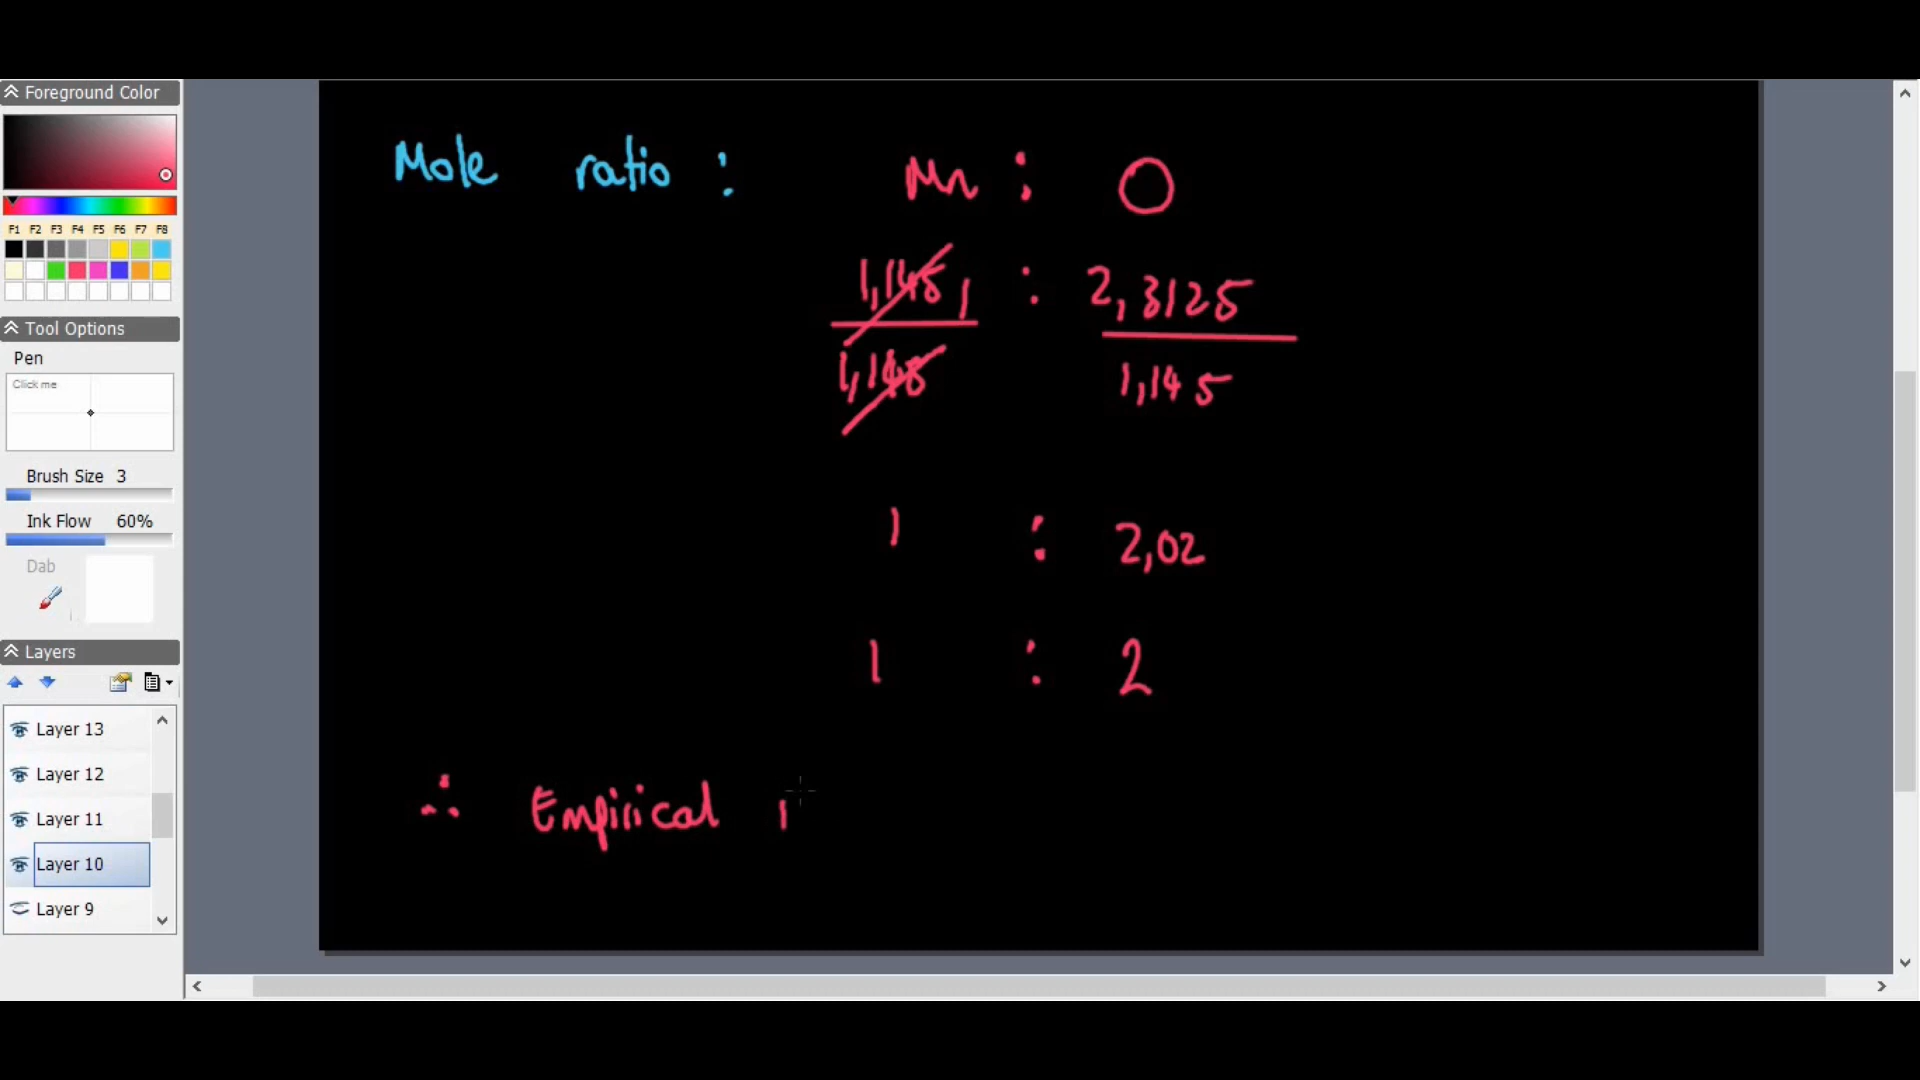 Foreground Color
F1 F2 F3 F4 F5 F6 F7 F8
Tool Options
Pen
Click me
Brush Size 3
Ink Flow 60%
Dab
Layers
Layer 13
Layer 12
Layer 11
Layer 10
Layer 9
Mole ratio : Mn : O
1,145 1 : 2,3125
1,145 1,145
1 : 2,02
1 : 2
∴ Empirical